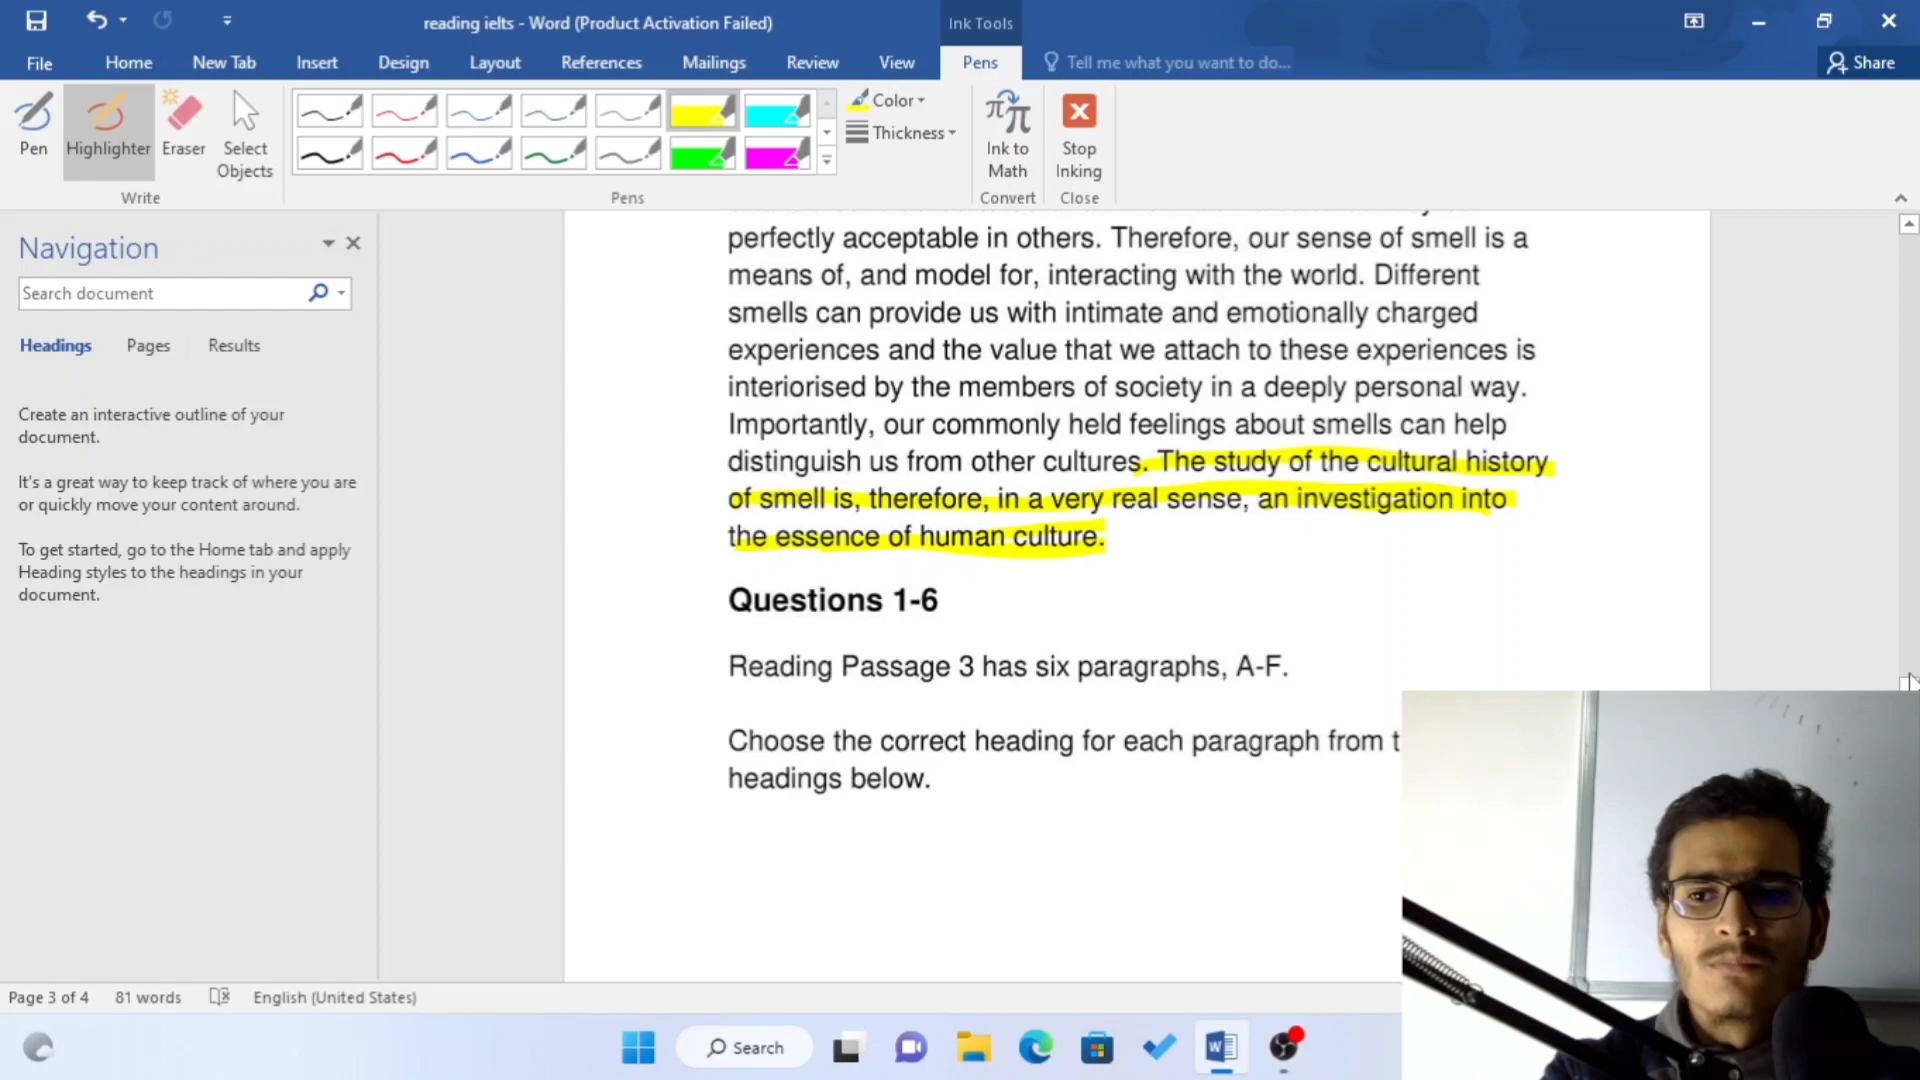 reading ielts - Word (Product Activation Failed)
Ink Tools
File
Home
New Tab
Insert
Design
Layout
References
Mailings
Review
View
Pens
Tell me what you want to do...
Share
Pen
Highlighter
Eraser
Select
Objects
Color
Thickness
Ink to
Math
Stop
Inking
Write
Pens
Convert
Close
Navigation
Search document
Headings
Pages
Results
Create an interactive outline of your
document.
It's a great way to keep track of where you are
or quickly move your content around.
To get started, go to the Home tab and apply
Heading styles to the headings in your
document.
perfectly acceptable in others. Therefore, our sense of smell is a
means of, and model for, interacting with the world. Different
smells can provide us with intimate and emotionally charged
experiences and the value that we attach to these experiences is
interiorised by the members of society in a deeply personal way.
Importantly, our commonly held feelings about smells can help
distinguish us from other cultures. The study of the cultural history
of smell is, therefore, in a very real sense, an investigation into
the essence of human culture.
Questions 1-6
Reading Passage 3 has six paragraphs, A-F.
Choose the correct heading for each paragraph from t
headings below.
Page 3 of 4
81 words
English (United States)
Search